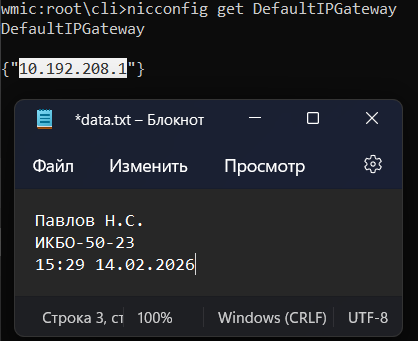 wmic:root\cli>nicconfig get DefaultIPGateway
DefaultIPGateway
{"10.192.208.1"}
*data.txt – Блокнот
Файл Изменить Просмотр
Павлов Н.С.
ИКБО-50-23
15:29 14.02.2026
Строка 3, ст 100% Windows (CRLF) UTF-8